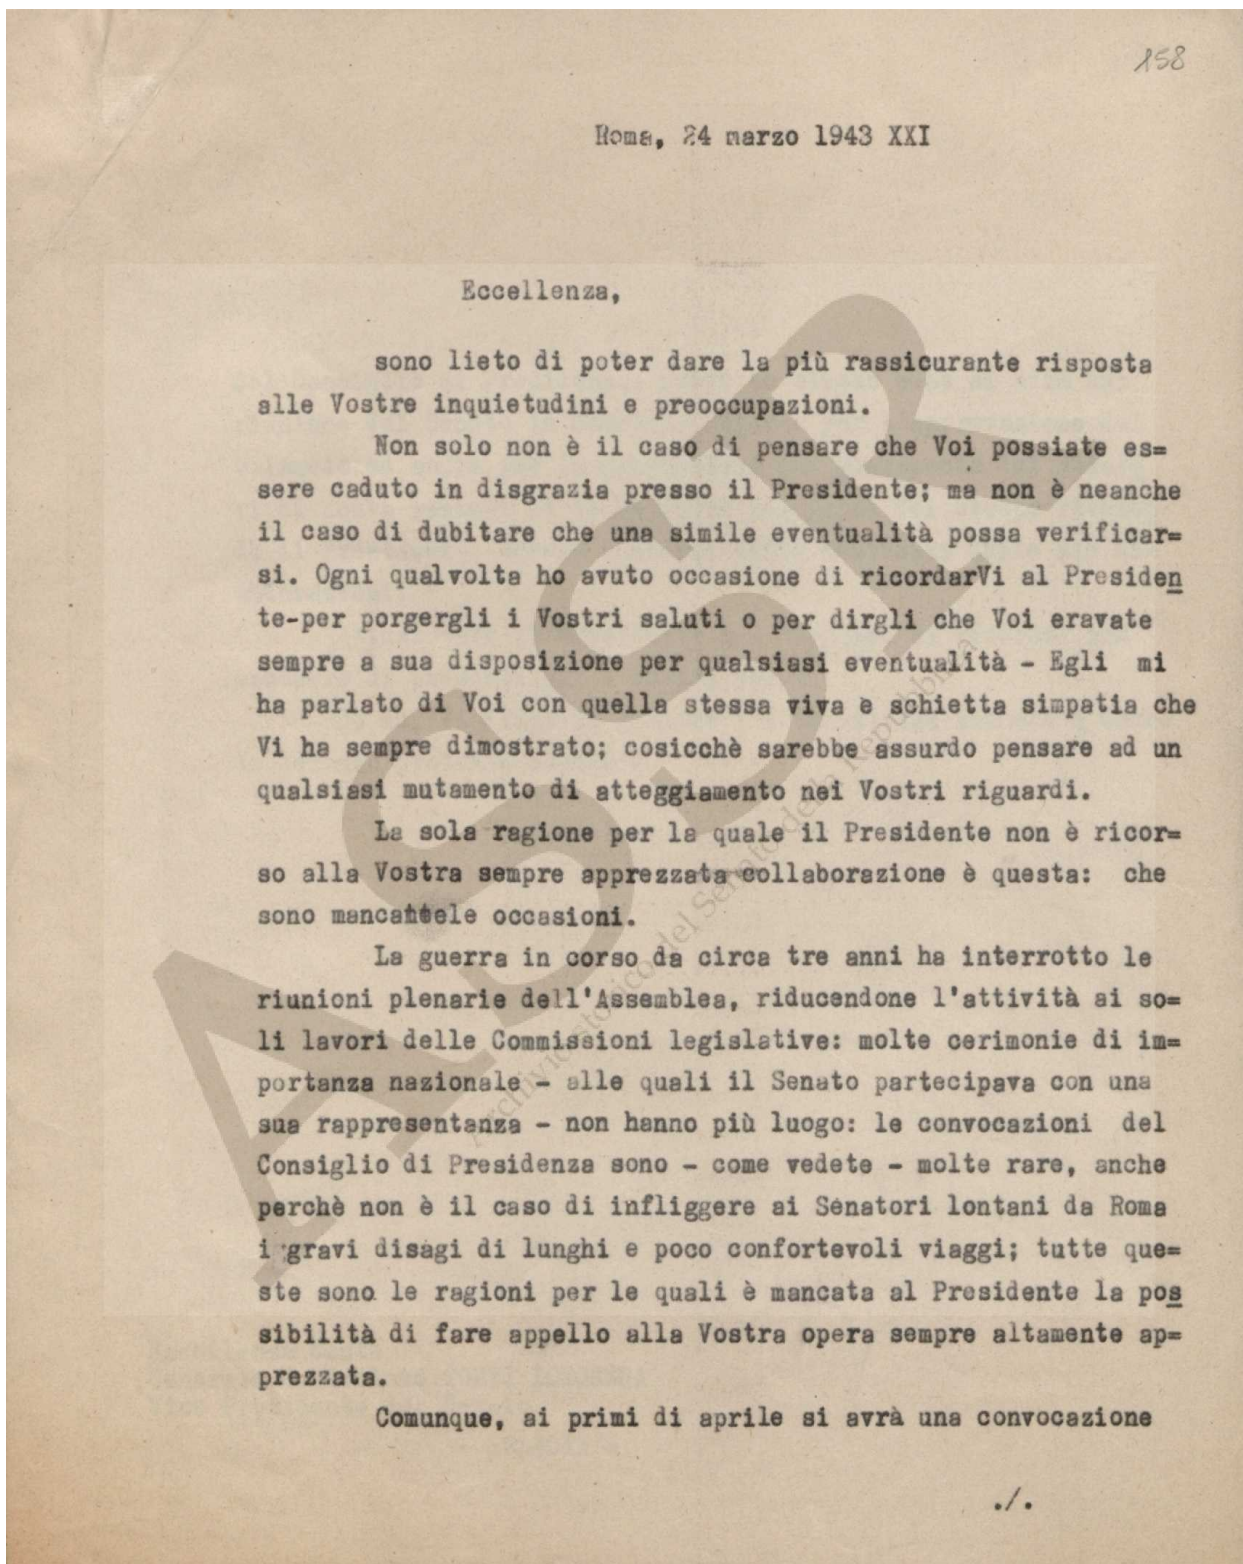 158
Roma, 24 marzo 1943 XXI
Eccellenza,
sono lieto di poter dare la più rassicurante risposta
alle Vostre inquietudini e preoccupazioni.
Non solo non è il caso di pensare che Voi possiate es=
sere caduto in disgrazia presso il Presidente; ma non è neanche
il caso di dubitare che una simile eventualità possa verificar=
si. Ogni qualvolta ho avuto occasione di ricordarVi al Presiden
te-per porgergli i Vostri saluti o per dirgli che Voi eravate
sempre a sua disposizione per qualsiasi eventualità - Egli mi
ha parlato di Voi con quella stessa viva e schietta simpatia che
Vi ha sempre dimostrato; cosicchè sarebbe assurdo pensare ad un
qualsiasi mutamento di atteggiamento nei Vostri riguardi.
La sola ragione per la quale il Presidente non è ricor=
so alla Vostra sempre apprezzata collaborazione è questa: che
sono mancate le occasioni.
La guerra in corso da circa tre anni ha interrotto le
riunioni plenarie dell'Assemblea, riducendone l'attività ai so=
li lavori delle Commissioni legislative: molte cerimonie di im=
portanza nazionale - alle quali il Senato partecipava con una
sua rappresentanza - non hanno più luogo: le convocazioni del
Consiglio di Presidenza sono - come vedete - molte rare, anche
perchè non è il caso di infliggere ai Senatori lontani da Roma
i gravi disagi di lunghi e poco confortevoli viaggi; tutte que=
ste sono le ragioni per le quali è mancata al Presidente la pos
sibilità di fare appello alla Vostra opera sempre altamente ap=
prezzata.
Comunque, ai primi di aprile si avrà una convocazione
./.
ASSR
Archivio storico del Senato della Repubblica